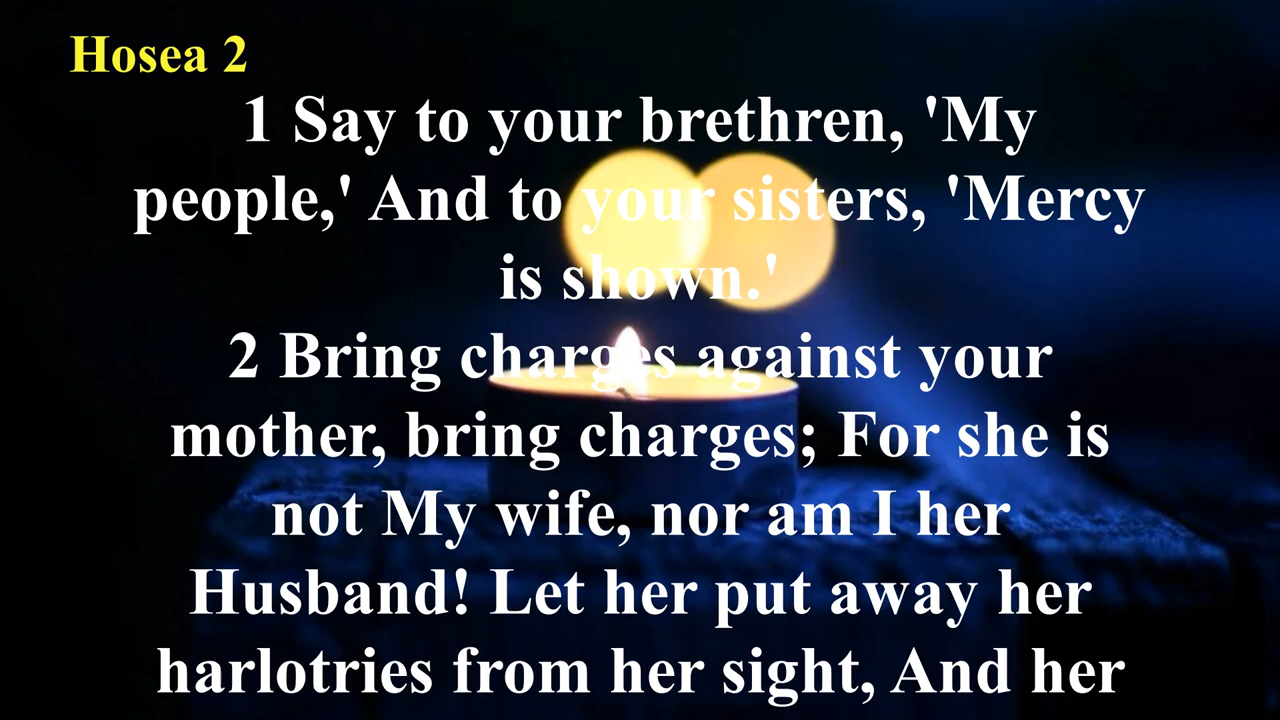 Hosea 2
1 Say to your brethren, 'My
people,' And to your sisters, 'Mercy
is shown.'
2 Bring charges against your
mother, bring charges; For she is
not My wife, nor am I her
Husband! Let her put away her
harlotries from her sight, And her